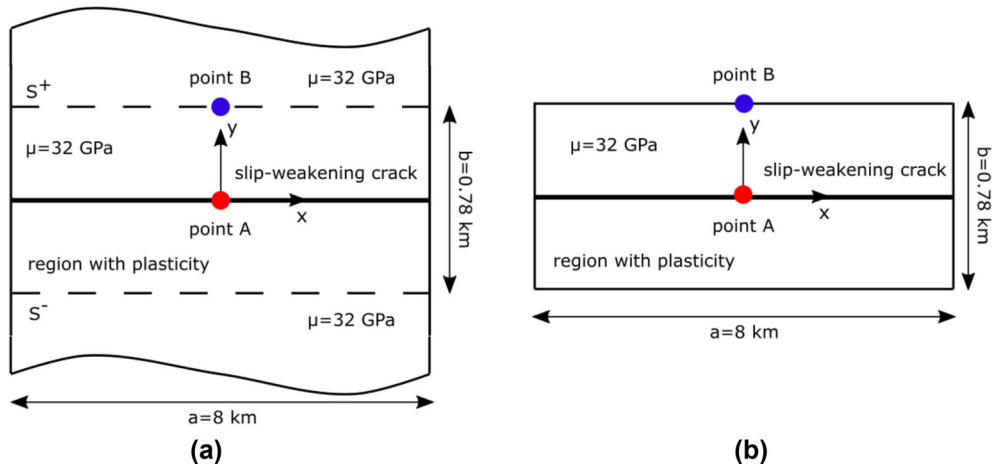 S+
point B
μ=32 GPa
μ=32 GPa
y
slip-weakening crack
x
point A
region with plasticity
S-
μ=32 GPa
b=0.78 km
a=8 km
(a)
point B
μ=32 GPa
y
slip-weakening crack
x
point A
region with plasticity
b=0.78 km
a=8 km
(b)